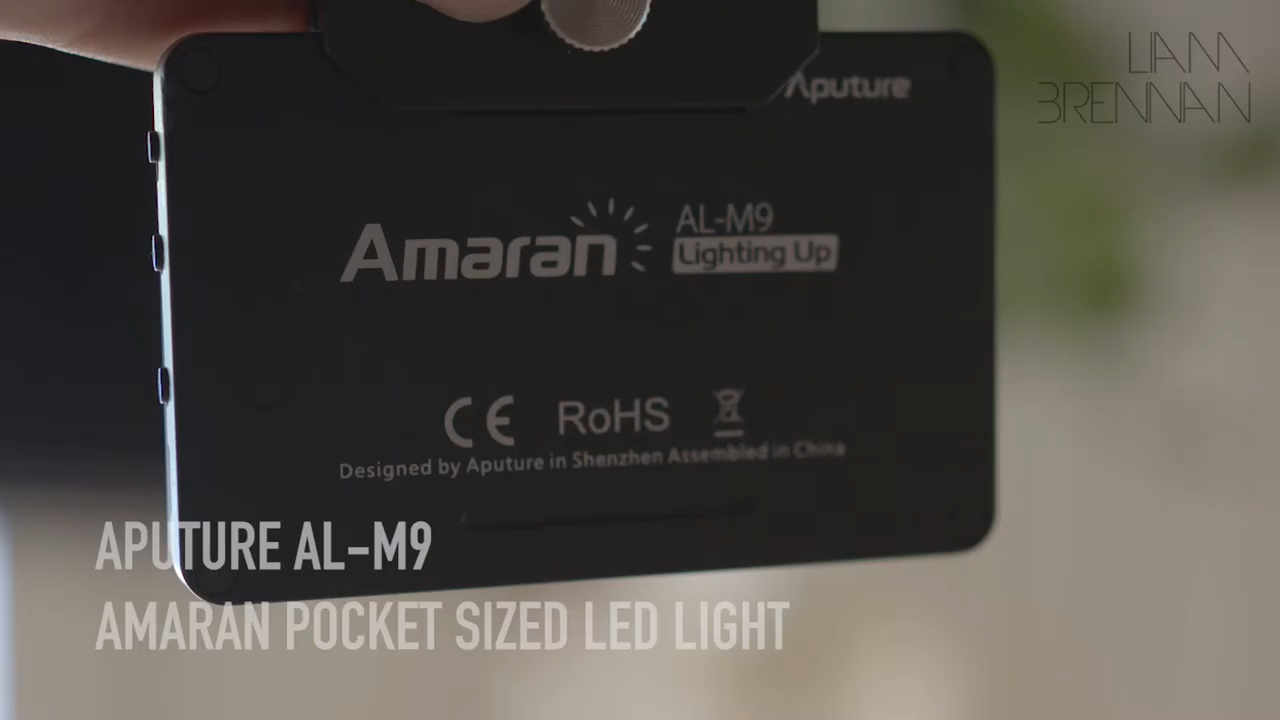 LIAM
BRENNAN
Aputure
Amaran
AL-M9
Lighting Up
CE RoHS
Designed by Aputure in Shenzhen Assembled in China
APUTURE AL-M9
AMARAN POCKET SIZED LED LIGHT